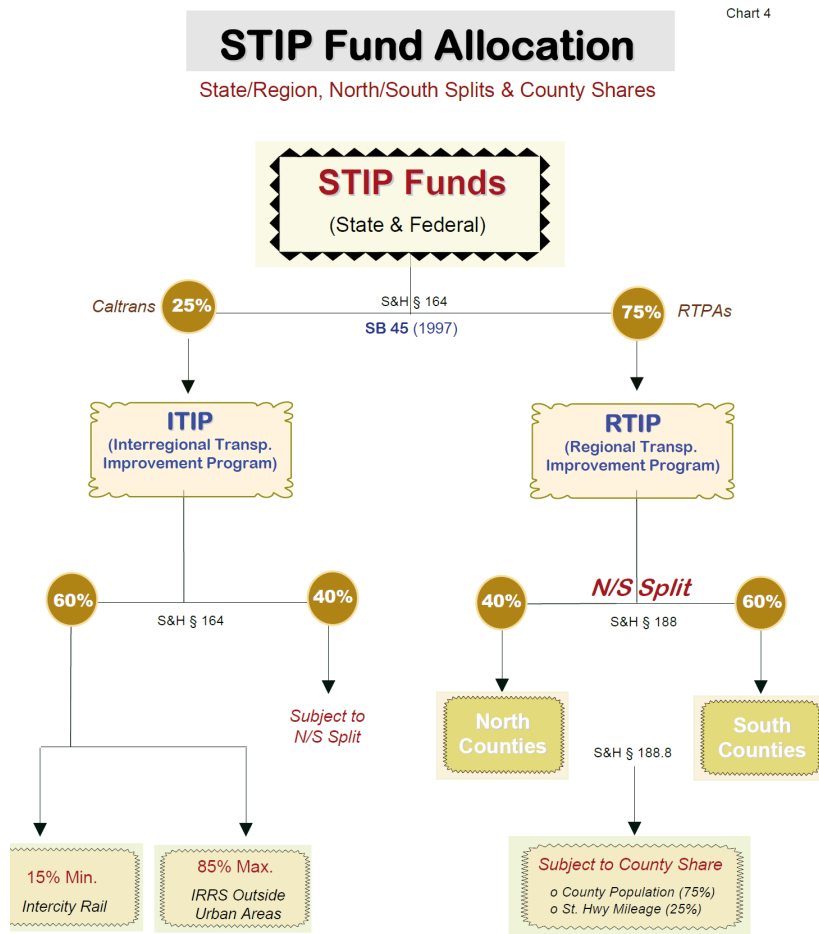 Chart 4
STIP Fund Allocation
State/Region, North/South Splits & County Shares
STIP Funds
(State & Federal)
Caltrans
25%
S&H § 164
SB 45 (1997)
75%
RTPAs
ITIP
(Interregional Transp.
Improvement Program)
RTIP
(Regional Transp.
Improvement Program)
60%
S&H § 164
40%
40%
N/S Split
S&H § 188
60%
Subject to
N/S Split
North
Counties
South
Counties
S&H § 188.8
15% Min.
Intercity Rail
85% Max.
IRRS Outside
Urban Areas
Subject to County Share
o County Population (75%)
o St. Hwy Mileage (25%)